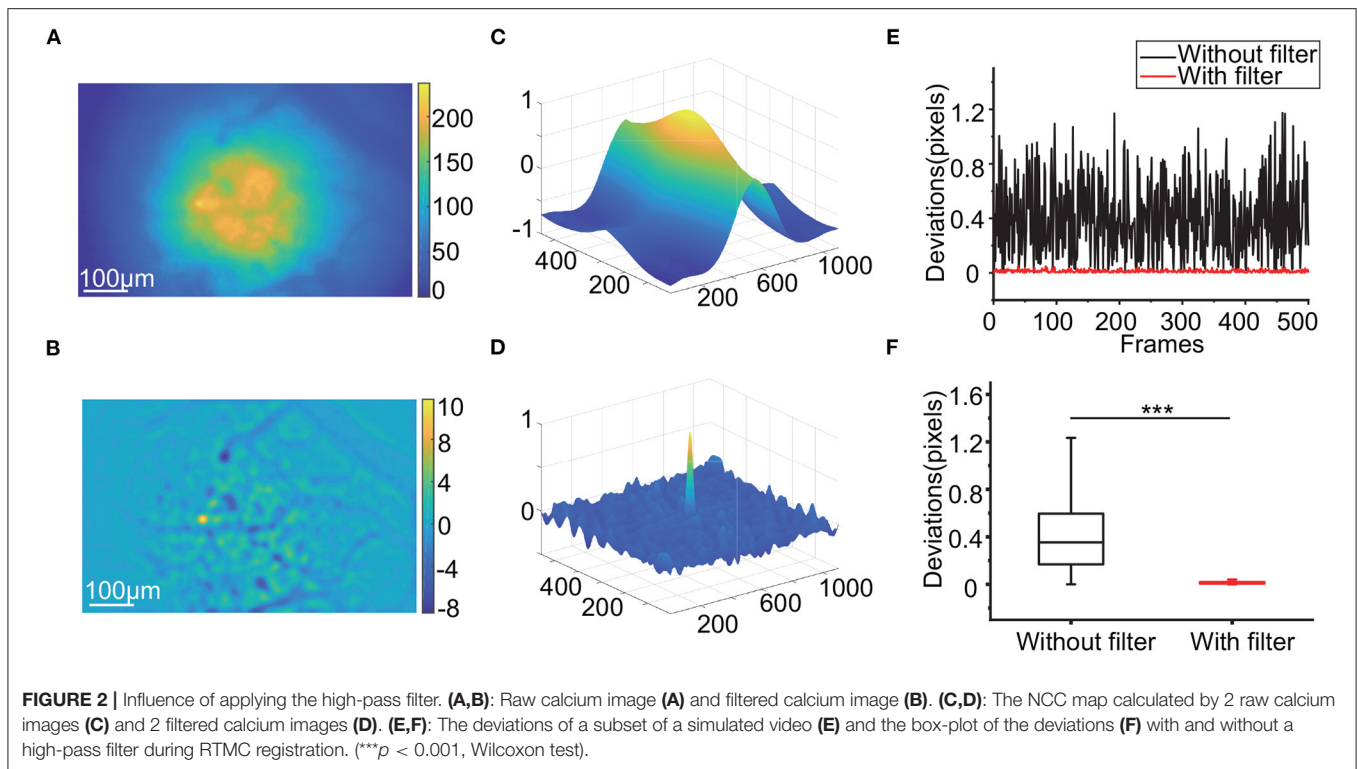 A
200
150
100
50
0
100μm
B
10
8
4
0
-4
-8
100μm
C
1
0
-1
400
200
200
600
1000
D
1
0
400
200
200
600
1000
E
Without filter
With filter
Deviations(pixels)
1.2
0.8
0.4
0
0 100 200 300 400 500
Frames
F
Deviations(pixels)
1.6
1.2
0.8
0.4
0
***
Without filter With filter
FIGURE 2 | Influence of applying the high-pass filter. (A,B): Raw calcium image (A) and filtered calcium image (B). (C,D): The NCC map calculated by 2 raw calcium
images (C) and 2 filtered calcium images (D). (E,F): The deviations of a subset of a simulated video (E) and the box-plot of the deviations (F) with and without a
high-pass filter during RTMC registration. (***p < 0.001, Wilcoxon test).